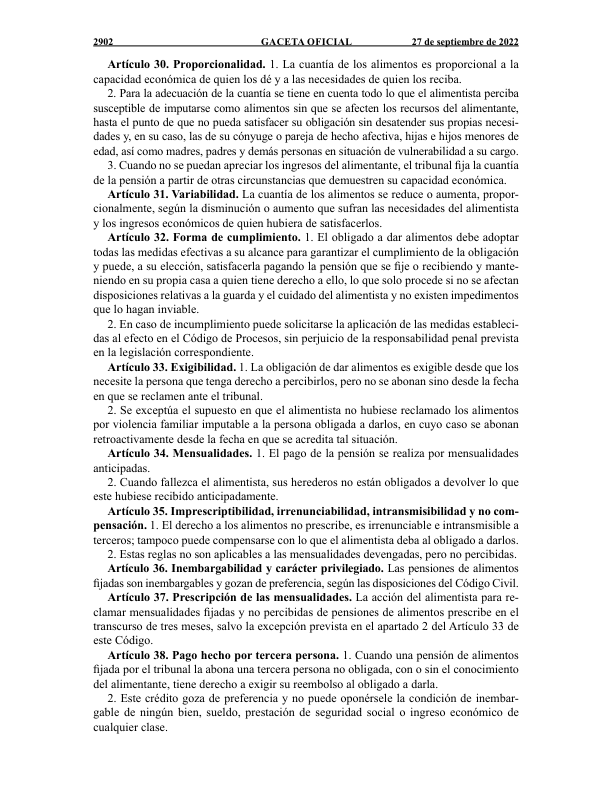 2902 GACETA OFICIAL 27 de septiembre de 2022
Artículo 30. Proporcionalidad. 1. La cuantía de los alimentos es proporcional a la
capacidad económica de quien los dé y a las necesidades de quien los reciba.
2. Para la adecuación de la cuantía se tiene en cuenta todo lo que el alimentista perciba
susceptible de imputarse como alimentos sin que se afecten los recursos del alimentante,
hasta el punto de que no pueda satisfacer su obligación sin desatender sus propias necesi-
dades y, en su caso, las de su cónyuge o pareja de hecho afectiva, hijas e hijos menores de
edad, así como madres, padres y demás personas en situación de vulnerabilidad a su cargo.
3. Cuando no se puedan apreciar los ingresos del alimentante, el tribunal fija la cuantía
de la pensión a partir de otras circunstancias que demuestren su capacidad económica.
Artículo 31. Variabilidad. La cuantía de los alimentos se reduce o aumenta, propor-
cionalmente, según la disminución o aumento que sufran las necesidades del alimentista
y los ingresos económicos de quien hubiera de satisfacerlos.
Artículo 32. Forma de cumplimiento. 1. El obligado a dar alimentos debe adoptar
todas las medidas efectivas a su alcance para garantizar el cumplimiento de la obligación
y puede, a su elección, satisfacerla pagando la pensión que se fije o recibiendo y mante-
niendo en su propia casa a quien tiene derecho a ello, lo que solo procede si no se afectan
disposiciones relativas a la guarda y el cuidado del alimentista y no existen impedimentos
que lo hagan inviable.
2. En caso de incumplimiento puede solicitarse la aplicación de las medidas estableci-
das al efecto en el Código de Procesos, sin perjuicio de la responsabilidad penal prevista
en la legislación correspondiente.
Artículo 33. Exigibilidad. 1. La obligación de dar alimentos es exigible desde que los
necesite la persona que tenga derecho a percibirlos, pero no se abonan sino desde la fecha
en que se reclamen ante el tribunal.
2. Se exceptúa el supuesto en que el alimentista no hubiese reclamado los alimentos
por violencia familiar imputable a la persona obligada a darlos, en cuyo caso se abonan
retroactivamente desde la fecha en que se acredita tal situación.
Artículo 34. Mensualidades. 1. El pago de la pensión se realiza por mensualidades
anticipadas.
2. Cuando fallezca el alimentista, sus herederos no están obligados a devolver lo que
este hubiese recibido anticipadamente.
Artículo 35. Imprescriptibilidad, irrenunciabilidad, intransmisibilidad y no com-
pensación. 1. El derecho a los alimentos no prescribe, es irrenunciable e intransmisible a
terceros; tampoco puede compensarse con lo que el alimentista deba al obligado a darlos.
2. Estas reglas no son aplicables a las mensualidades devengadas, pero no percibidas.
Artículo 36. Inembargabilidad y carácter privilegiado. Las pensiones de alimentos
fijadas son inembargables y gozan de preferencia, según las disposiciones del Código Civil.
Artículo 37. Prescripción de las mensualidades. La acción del alimentista para re-
clamar mensualidades fijadas y no percibidas de pensiones de alimentos prescribe en el
transcurso de tres meses, salvo la excepción prevista en el apartado 2 del Artículo 33 de
este Código.
Artículo 38. Pago hecho por tercera persona. 1. Cuando una pensión de alimentos
fijada por el tribunal la abona una tercera persona no obligada, con o sin el conocimiento
del alimentante, tiene derecho a exigir su reembolso al obligado a darla.
2. Este crédito goza de preferencia y no puede oponérsele la condición de inembar-
gable de ningún bien, sueldo, prestación de seguridad social o ingreso económico de
cualquier clase.